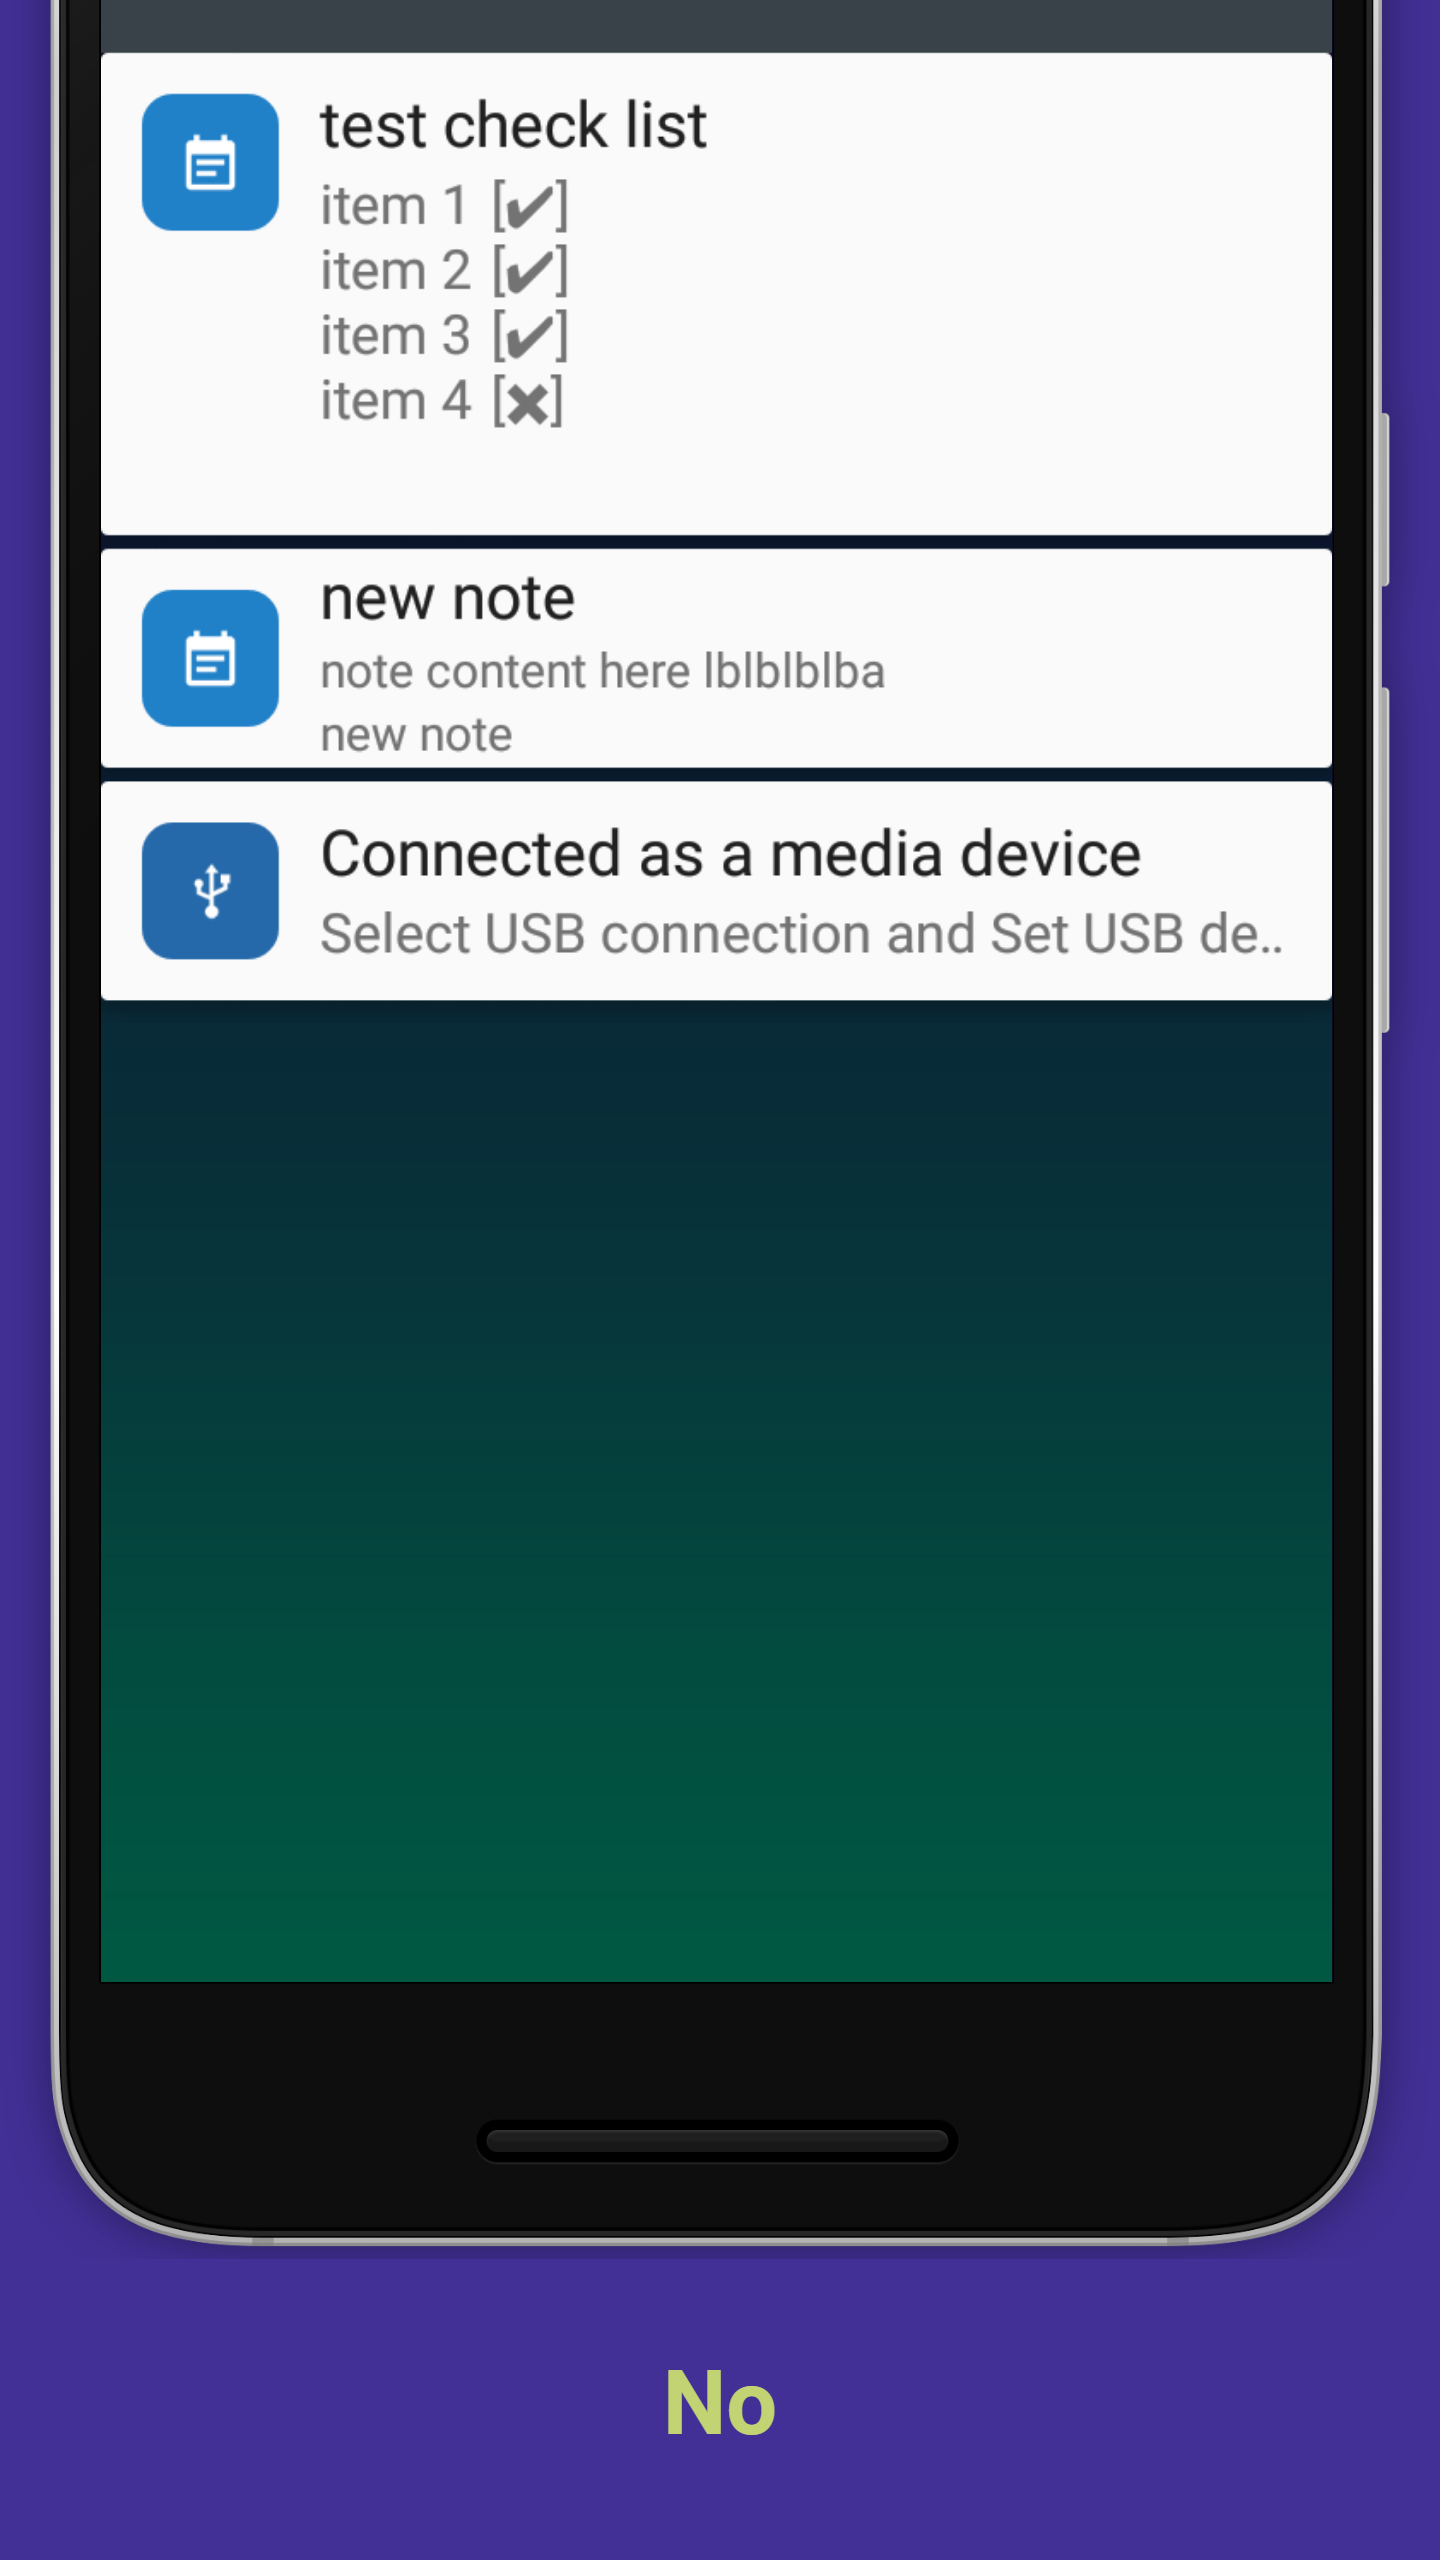 test check list
item 1 [✔]
item 2 [✔]
item 3 [✔]
item 4 [✖]
new note
note content here lblblblba
new note
Connected as a media device
Select USB connection and Set USB de..
No